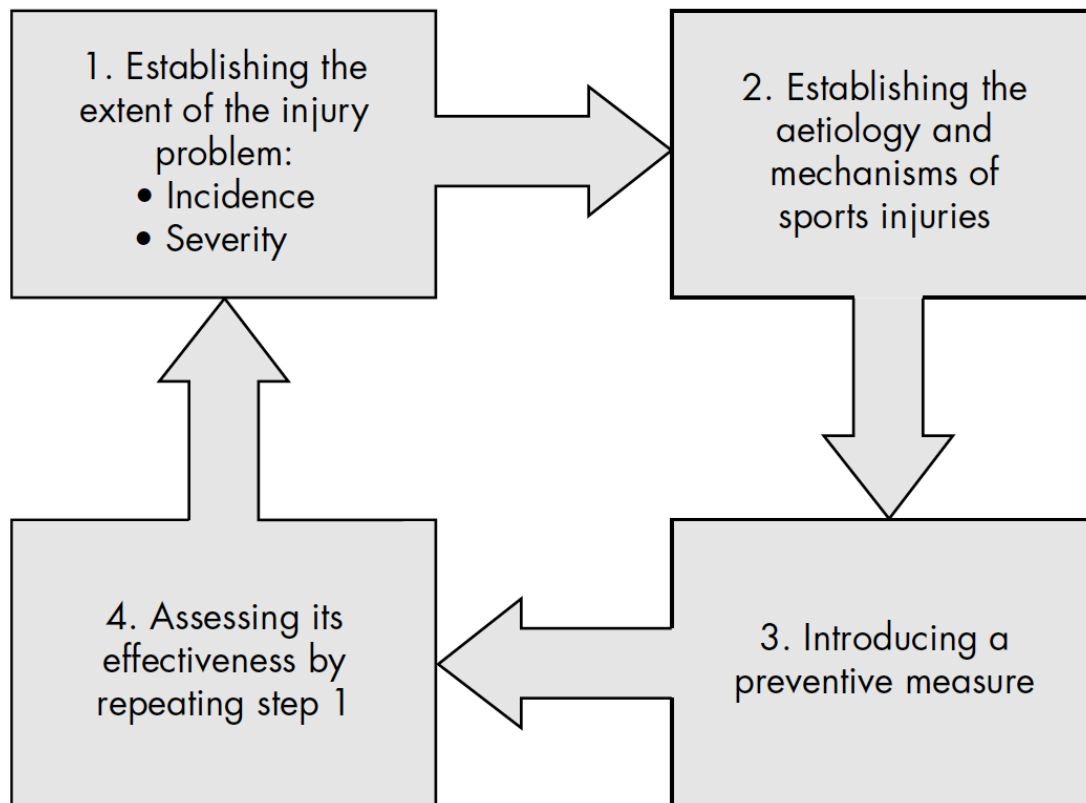 1. Establishing the
extent of the injury
problem:
• Incidence
• Severity
2. Establishing the
aetiology and
mechanisms of
sports injuries
3. Introducing a
preventive measure
4. Assessing its
effectiveness by
repeating step 1